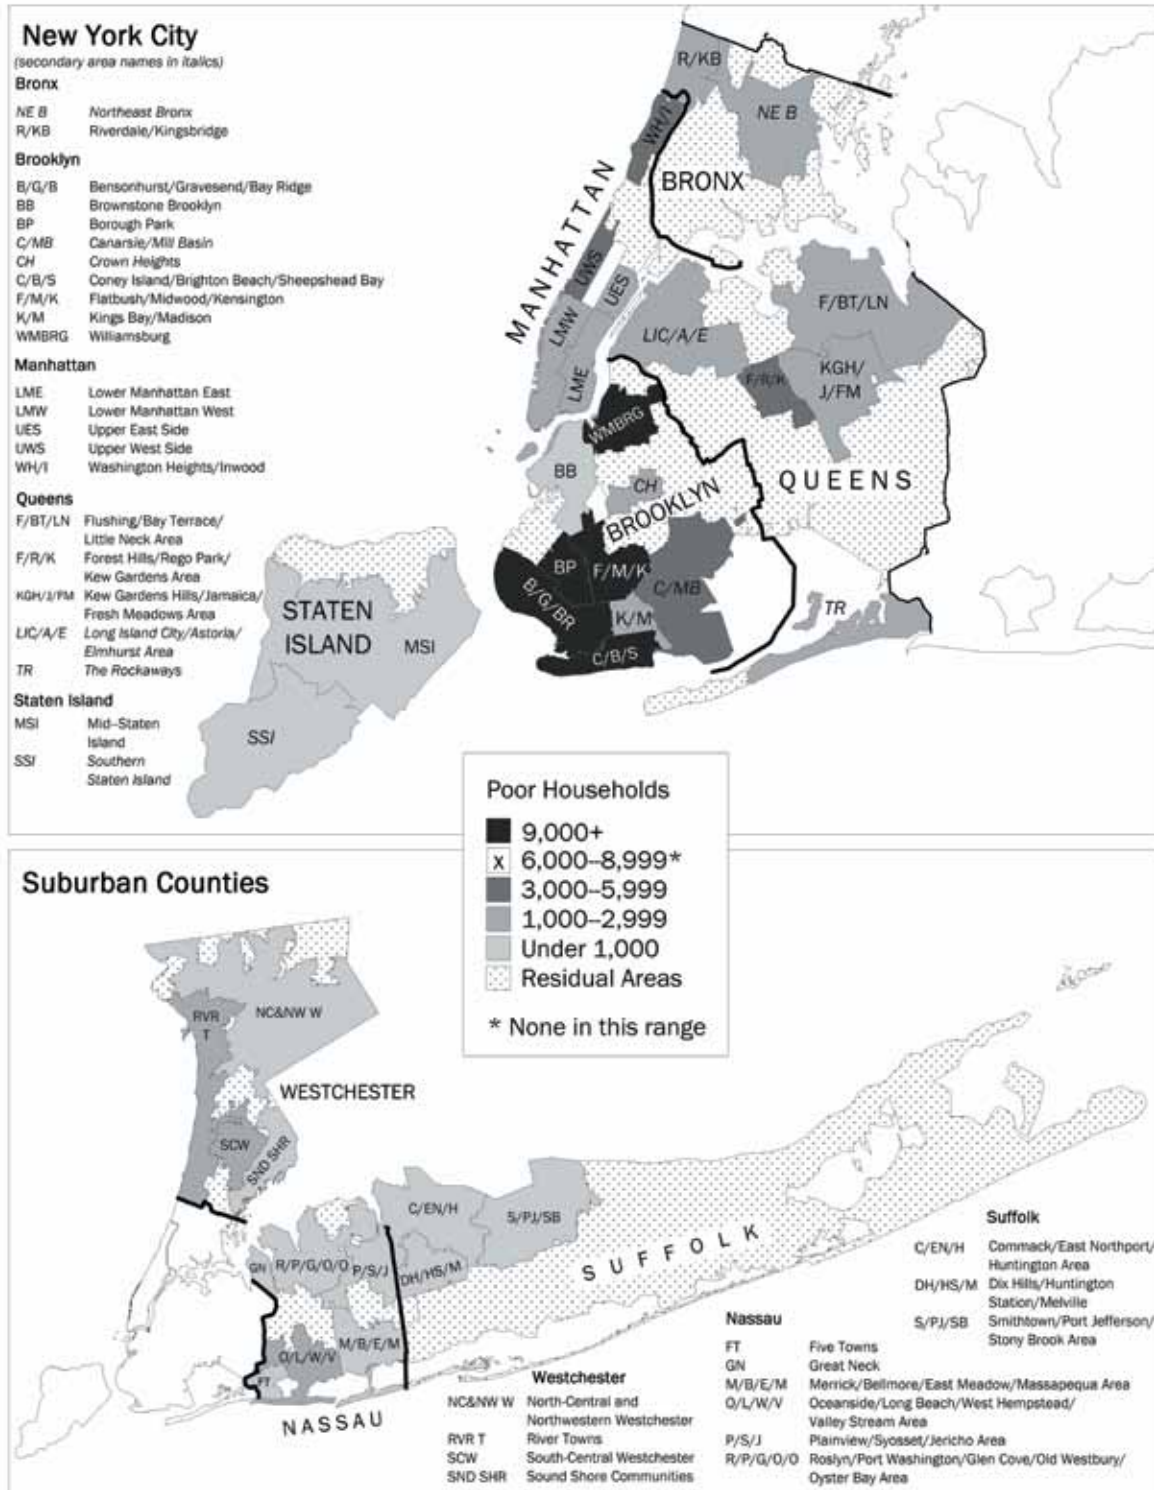 New York City
(secondary area names in italics)
Bronx
NE B Northeast Bronx
R/KB Riverdale/Kingsbridge
Brooklyn
B/G/B Bensonhurst/Gravesend/Bay Ridge
BB Brownstone Brooklyn
BP Borough Park
C/MB Canarsie/Mill Basin
CH Crown Heights
C/B/S Coney Island/Brighton Beach/Sheepshead Bay
F/M/K Flatbush/Midwood/Kensington
K/M Kings Bay/Madison
WMBRG Williamsburg
Manhattan
LME Lower Manhattan East
LMW Lower Manhattan West
UES Upper East Side
UWS Upper West Side
WH/I Washington Heights/Inwood
Queens
F/BT/LN Flushing/Bay Terrace/
Little Neck Area
F/R/K Forest Hills/Rego Park/
Kew Gardens Area
KGH/J/FM Kew Gardens Hills/Jamaica/
Fresh Meadows Area
LIC/A/E Long Island City/Astoria/
Elmhurst Area
TR The Rockaways
Staten Island
MSI Mid-Staten
Island
SSI Southern
Staten Island
R/KB
NE B
WH/I
BRONX
MANHATTAN
UWS
UES
LMW
LME
LIC/A/E
F/BT/LN
KGH/
J/FM
F/R/K
WMBRG
BB
CH
BROOKLYN
QUEENS
BP
F/M/K
B/G/BR
C/MB
K/M
C/B/S
TR
STATEN
ISLAND
MSI
SSI
Poor Households
9,000+
x 6,000--8,999*
3,000--5,999
1,000--2,999
Under 1,000
Residual Areas
* None in this range
Suburban Counties
RVR
T
NC&NW W
WESTCHESTER
SCW
SND SHR
C/EN/H
S/PJ/SB
GN
R/P/G/O/O
P/S/J
DH/HS/M
SUFFOLK
M/B/E/M
O/L/W/V
FT
NASSAU
Suffolk
C/EN/H Commack/East Northport/
Huntington Area
DH/HS/M Dix Hills/Huntington
Station/Melville
S/PJ/SB Smithtown/Port Jefferson/
Stony Brook Area
Nassau
FT Five Towns
GN Great Neck
M/B/E/M Merrick/Bellmore/East Meadow/Massapequa Area
O/L/W/V Oceanside/Long Beach/West Hempstead/
Valley Stream Area
P/S/J Plainview/Syosset/Jericho Area
R/P/G/O/O Roslyn/Port Washington/Glen Cove/Old Westbury/
Oyster Bay Area
Westchester
NC&NW W North-Central and
Northwestern Westchester
RVR T River Towns
SCW South-Central Westchester
SND SHR Sound Shore Communities